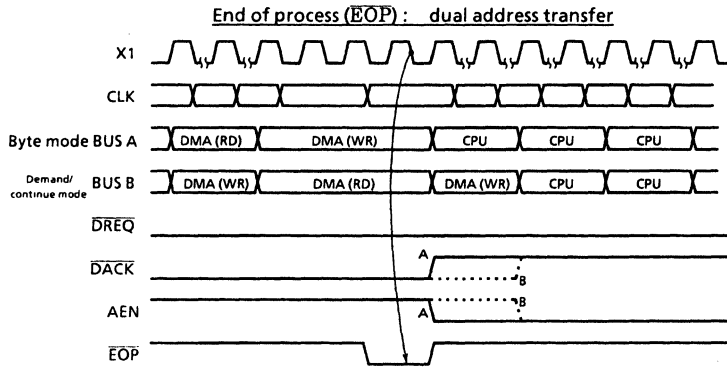 End of process (EOP) : dual address transfer
X1
CLK
Byte mode BUS A DMA (RD) DMA (WR) CPU CPU CPU
Demand/
continue mode BUS B DMA (WR) DMA (RD) DMA (WR) CPU CPU
DREQ
A
DACK
B
B
AEN A
EOP